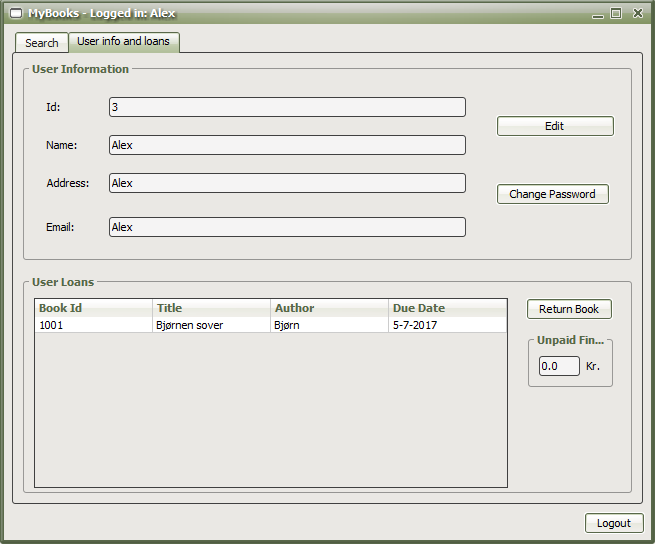 MyBooks - Logged in: Alex
Search User info and loans
User Information
Id: 3
Edit
Name: Alex
Address: Alex
Change Password
Email: Alex
User Loans
Book Id Title Author Due Date
1001 Bjørnen sover Bjørn 5-7-2017
Return Book
Unpaid Fin...
0.0 Kr.
Logout